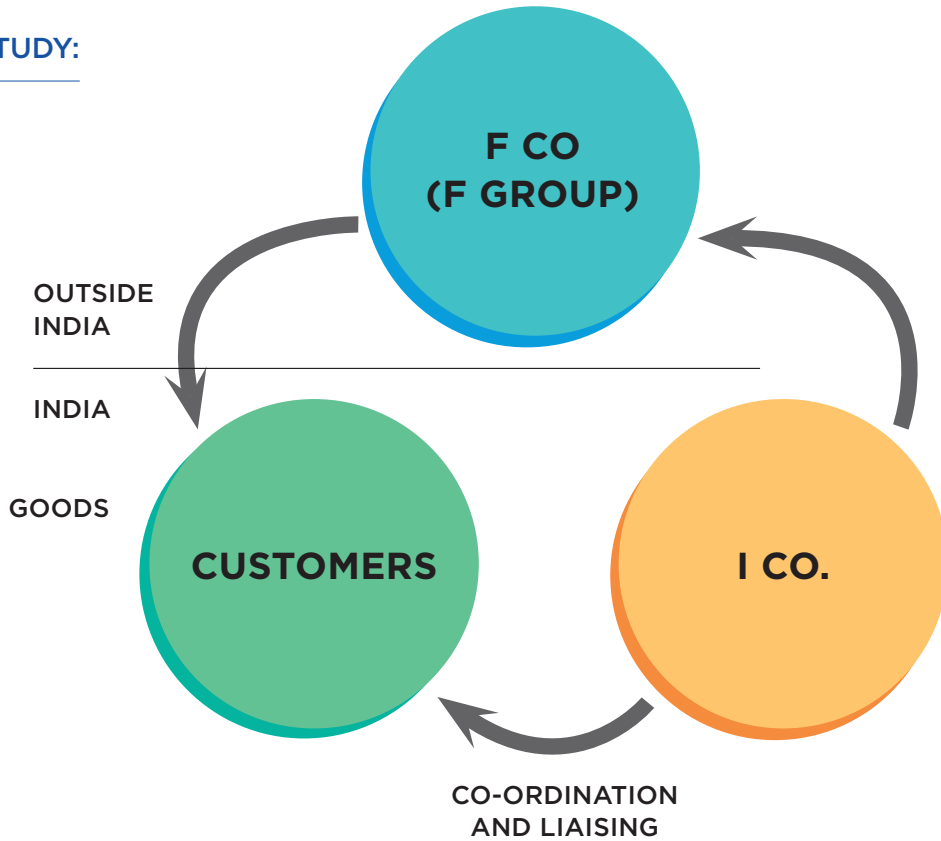 TUDY:
F CO
(F GROUP)
OUTSIDE
INDIA
INDIA
GOODS
CUSTOMERS
I CO.
CO-ORDINATION
AND LIAISING